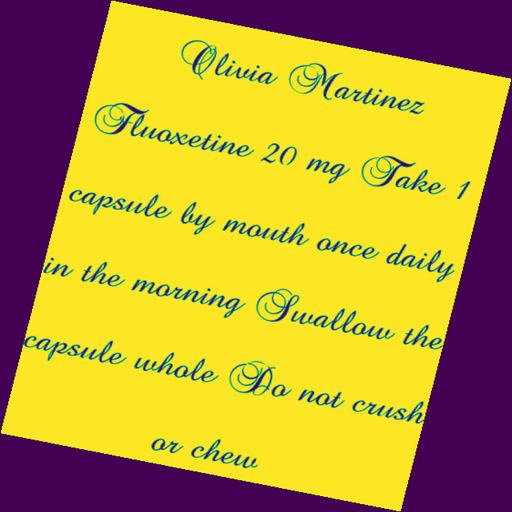 Olivia Martinez
Fluoxetine 20 mg Take 1
capsule by mouth once daily
in the morning Swallow the
capsule whole Do not crush
or chew